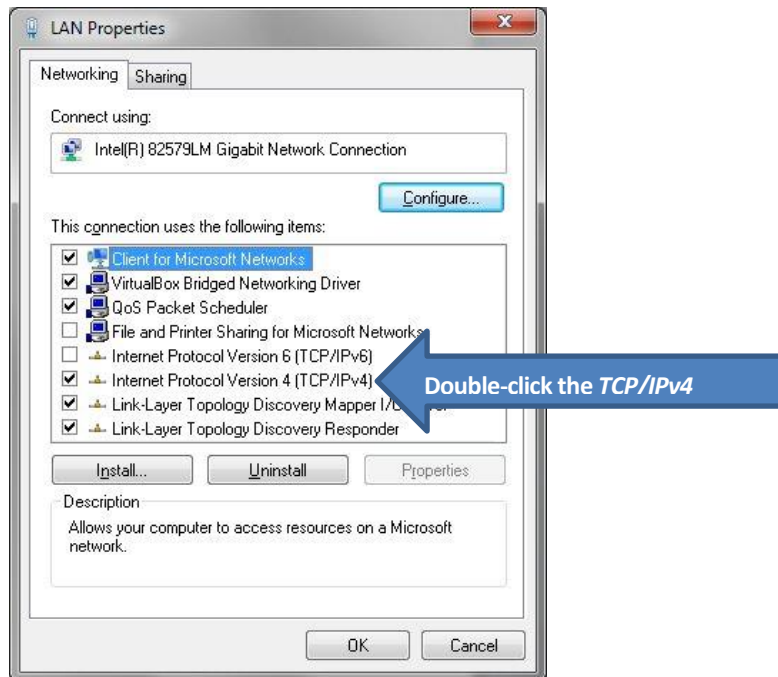 LAN Properties
Networking Sharing
Connect using:
Intel(R) 82579LM Gigabit Network Connection
Configure...
This connection uses the following items:
Client for Microsoft Networks
VirtualBox Bridged Networking Driver
QoS Packet Scheduler
File and Printer Sharing for Microsoft Networks
Internet Protocol Version 6 (TCP/IPv6)
Internet Protocol Version 4 (TCP/IPv4)
Double-click the TCP/IPv4
Link-Layer Topology Discovery Mapper
Link-Layer Topology Discovery Responder
Install... Uninstall Properties
Description
Allows your computer to access resources on a Microsoft
network.
OK Cancel